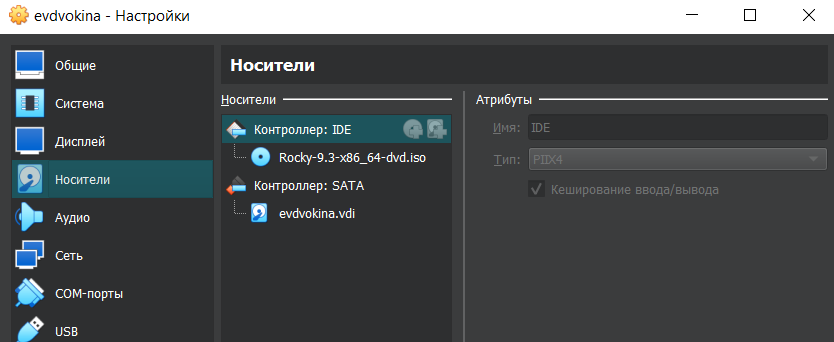 evdvokina - Настройки
Общие
Система
Дисплей
Носители
Аудио
Сеть
COM-порты
USB
Носители
Носители
Контроллер: IDE
Rocky-9.3-x86_64-dvd.iso
Контроллер: SATA
evdvokina.vdi
Атрибуты
Имя: IDE
Тип: PIIX4
Кеширование ввода/вывода